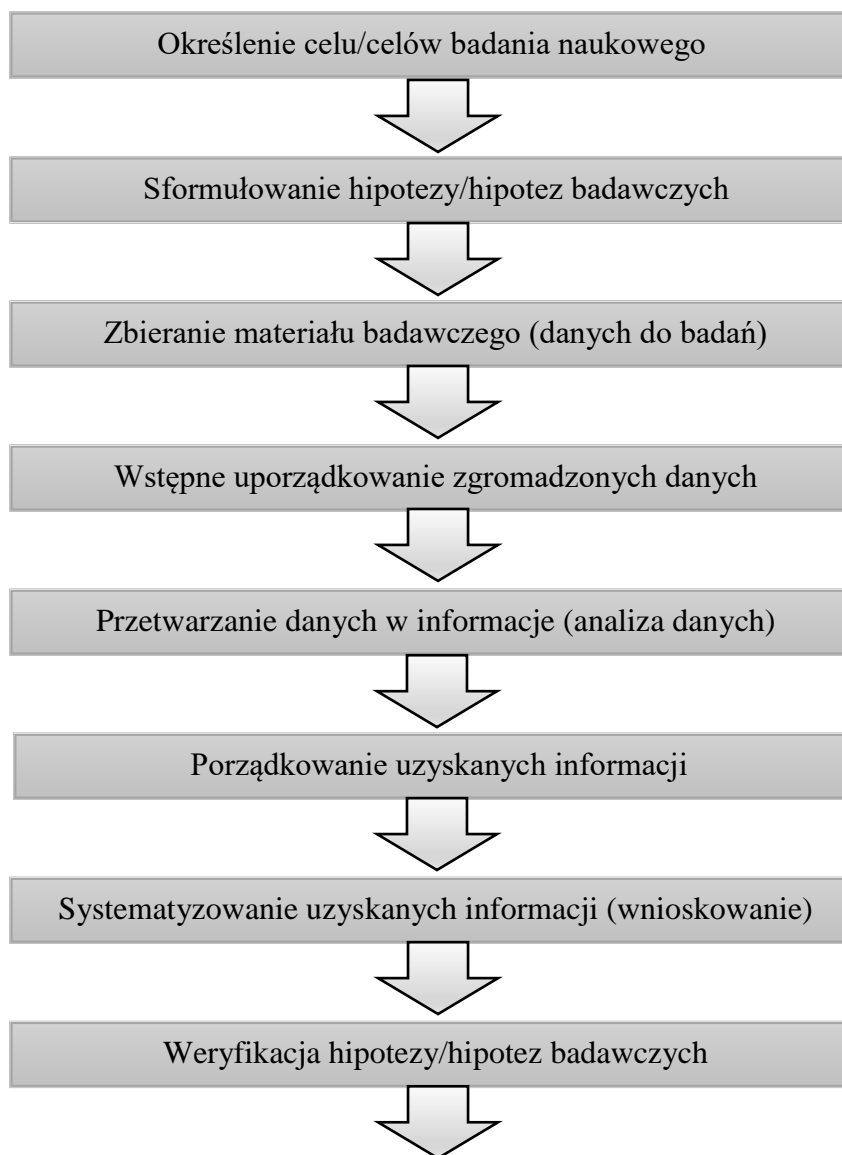 Określenie celu/celów badania naukowego
Sformułowanie hipotezy/hipotez badawczych
Zbieranie materiału badawczego (danych do badań)
Wstępne uporządkowanie zgromadzonych danych
Przetwarzanie danych w informacje (analiza danych)
Porządkowanie uzyskanych informacji
Systematyzowanie uzyskanych informacji (wnioskowanie)
Weryfikacja hipotezy/hipotez badawczych